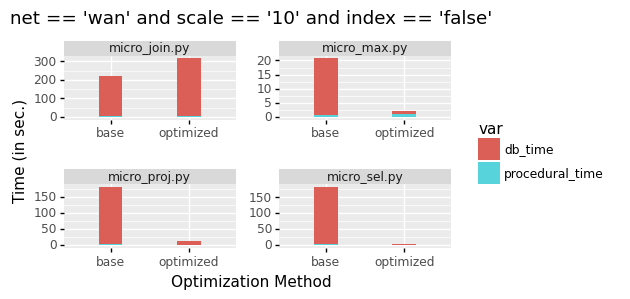 net == 'wan' and scale == '10' and index == 'false'
micro_join.py
micro_max.py
300
200
100
0
20
15
10
5
0
base
optimized
base
optimized
Time (in sec.)
var
db_time
procedural_time
micro_proj.py
micro_sel.py
150
100
50
0
150
100
50
0
base
optimized
base
optimized
Optimization Method